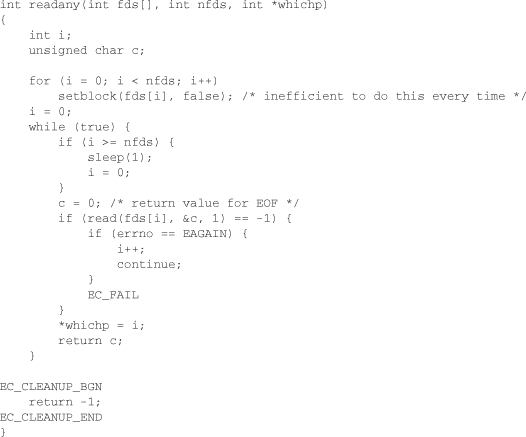 int readany(int fds[], int nfds, int *whichp)
{
    int i;
    unsigned char c;

    for (i = 0; i < nfds; i++)
        setblock(fds[i], false); /* inefficient to do this every time */
    i = 0;
    while (true) {
        if (i >= nfds) {
            sleep(1);
            i = 0;
        }
        c = 0; /* return value for EOF */
        if (read(fds[i], &c, 1) == -1) {
            if (errno == EAGAIN) {
                i++;
                continue;
            }
            EC_FAIL
        }
        *whichp = i;
        return c;
    }

EC_CLEANUP_BGN
    return -1;
EC_CLEANUP_END
}